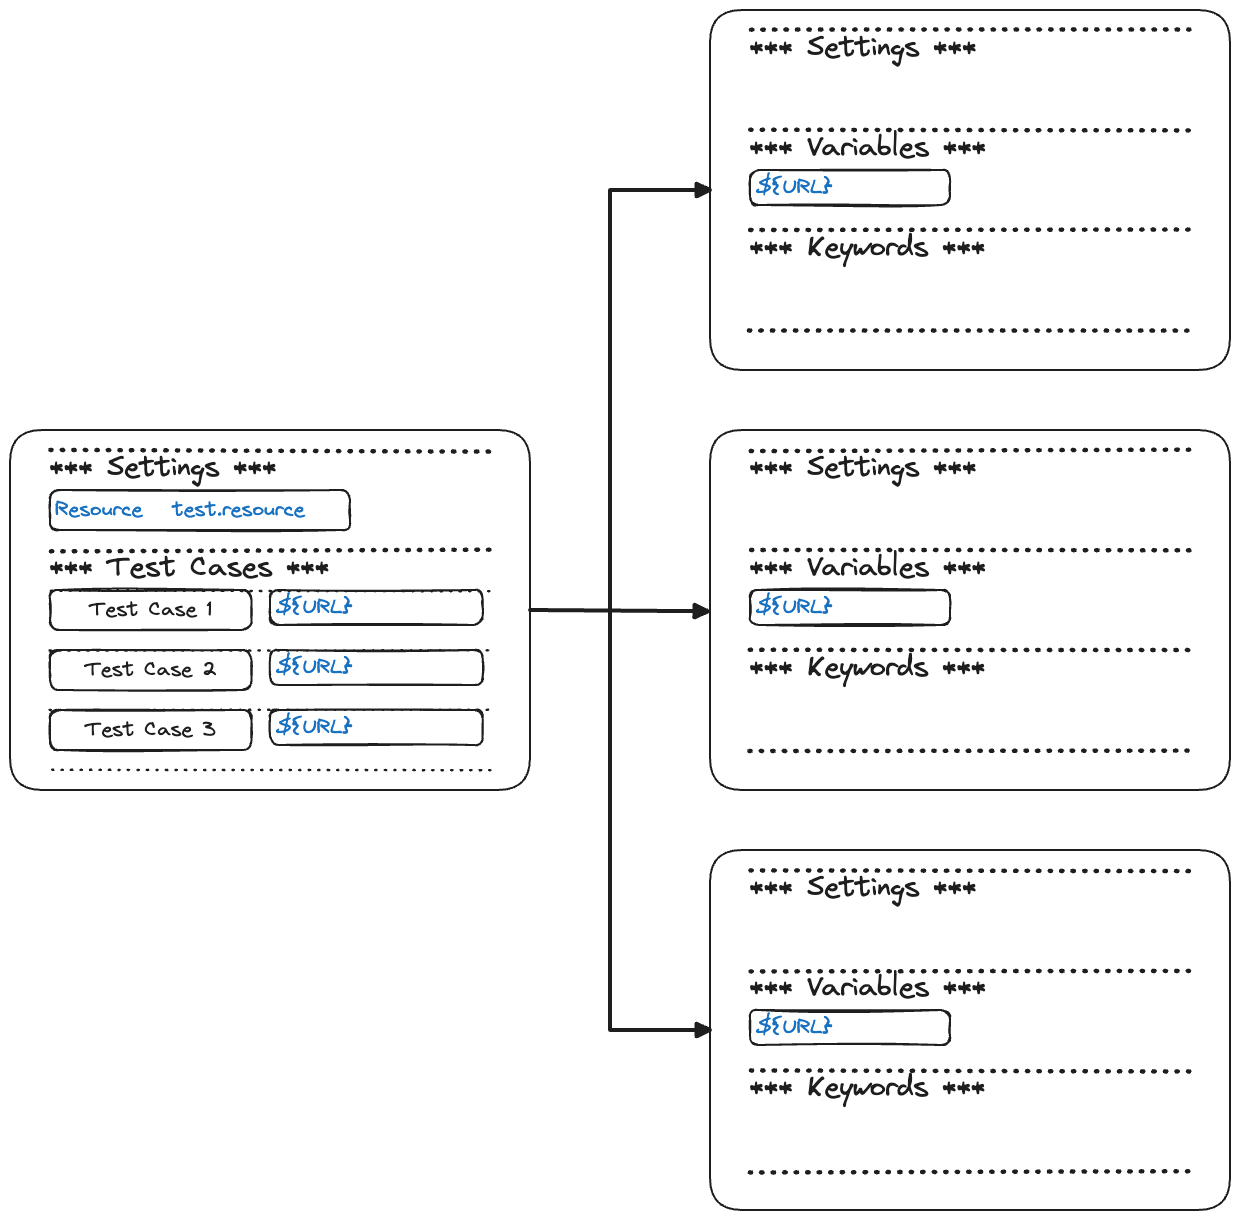 *** Settings ***
*** Variables ***
${URL}
*** Keywords ***
*** Settings ***
Resource test.resource
*** Test Cases ***
Test Case 1 ${URL}
Test Case 2 ${URL}
Test Case 3 ${URL}
*** Settings ***
*** Variables ***
${URL}
*** Keywords ***
*** Settings ***
*** Variables ***
${URL}
*** Keywords ***